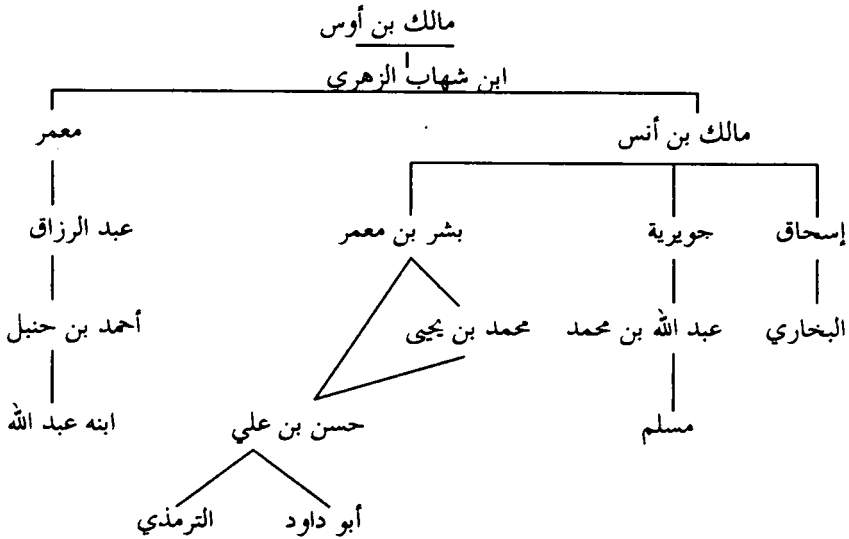 مالك بن أوس
ابن شهاب الزهري
مالك بن أنس
معمر
إسحاق
جويرية
بشر بن معمر
عبد الرزاق
البخاري
عبد الله بن محمد
محمد بن يحيى
أحمد بن حنبل
مسلم
حسن بن علي
ابنه عبد الله
أبو داود
الترمذي